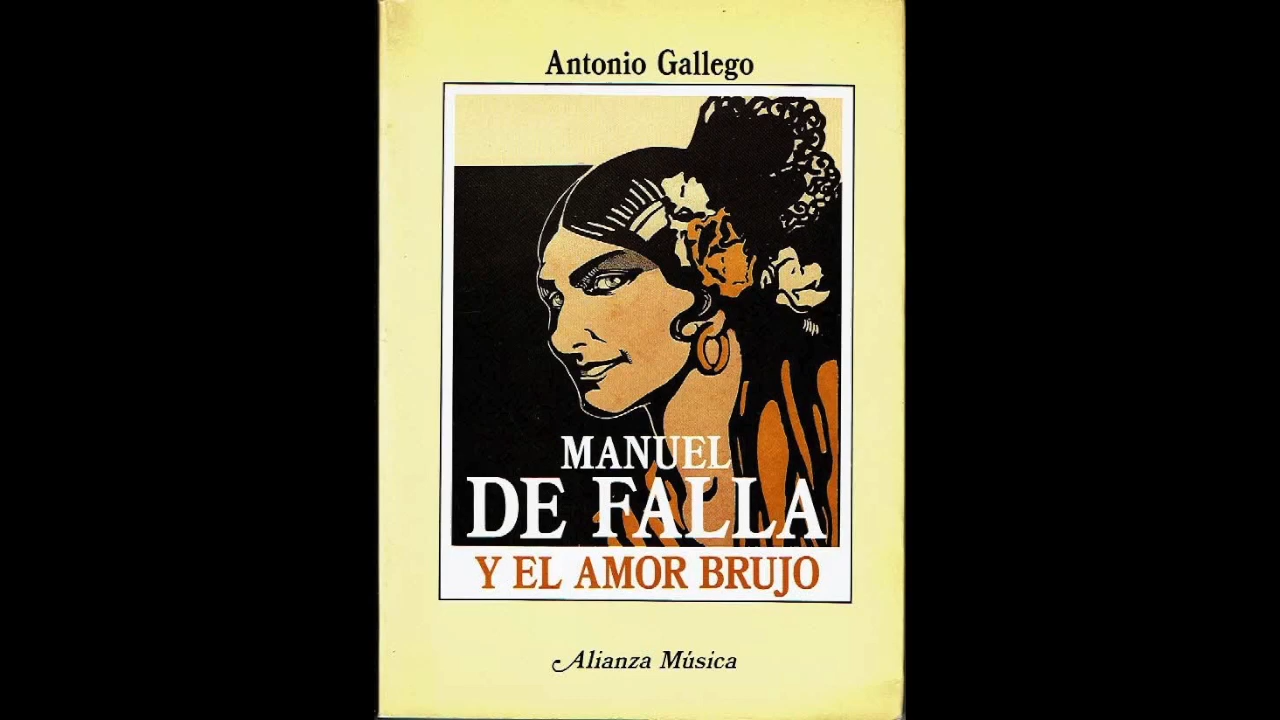 Antonio Gallego
MANUEL
DE FALLA
Y EL AMOR BRUJO
Alianza Música